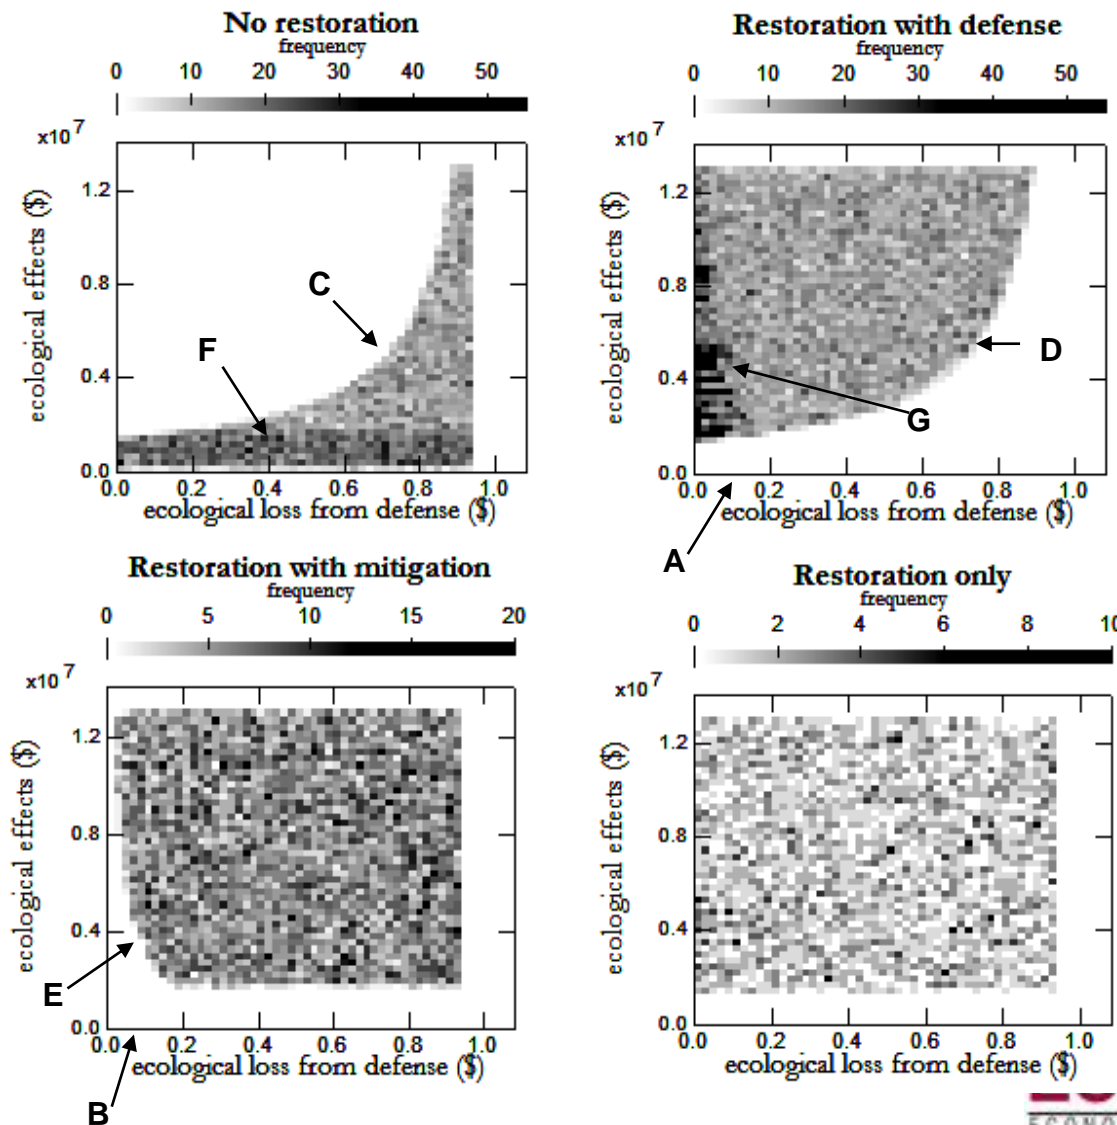 No restoration
frequency
0 10 20 30 40 50
x10 7
1.2
0.8
0.4
0.0
ecological effects ($)
0.0 0.2 0.4 0.6 0.8 1.0
ecological loss from defense ($)
C
F
Restoration with defense
frequency
0 10 20 30 40 50
x10 7
1.2
0.8
0.4
0.0
ecological effects ($)
0.0 0.2 0.4 0.6 0.8 1.0
ecological loss from defense ($)
D
G
A
Restoration with mitigation
frequency
0 5 10 15 20
x10 7
1.2
0.8
0.4
0.0
ecological effects ($)
0.0 0.2 0.4 0.6 0.8 1.0
ecological loss from defense ($)
E
B
Restoration only
frequency
0 2 4 6 8 10
x10 7
1.2
0.8
0.4
0.0
ecological effects ($)
0.0 0.2 0.4 0.6 0.8 1.0
ecological loss from defense ($)